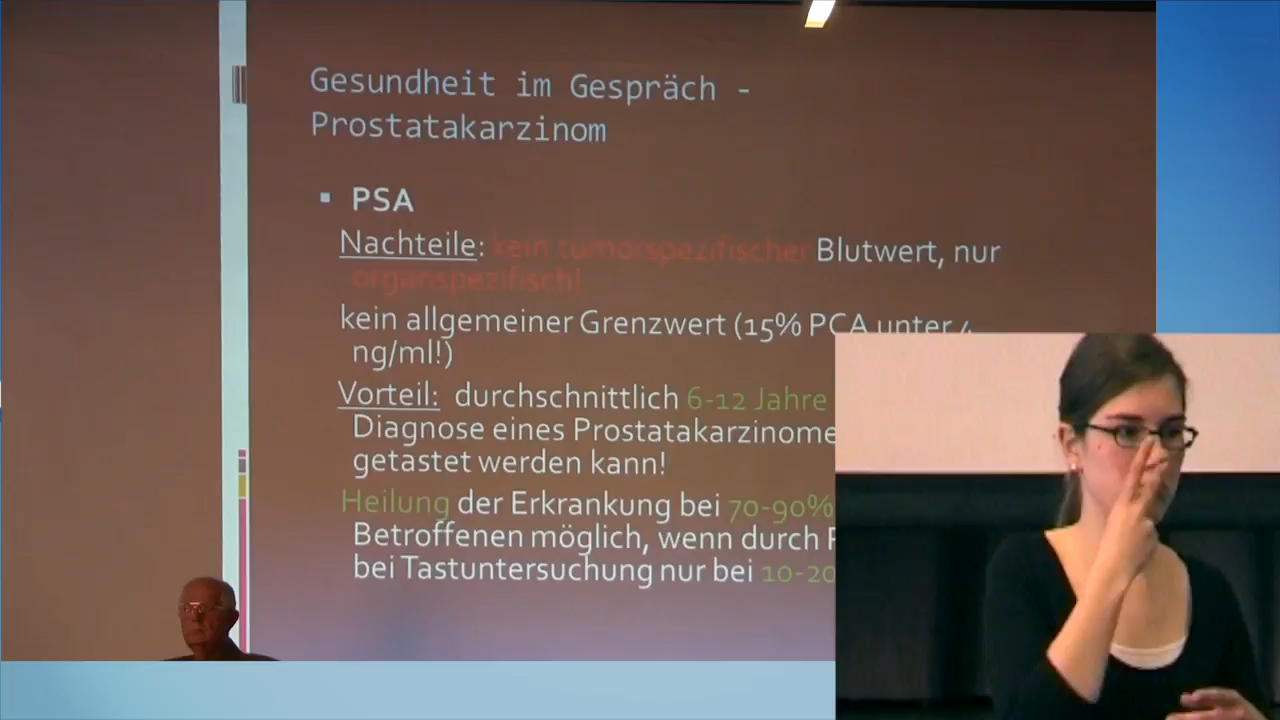 Gesundheit im Gespräch -
Prostatakarzinom
▪ PSA
Nachteile: kein tumorspezifischer Blutwert, nur
organspezifisch!
kein allgemeiner Grenzwert (15% PCA unter 4
ng/ml!)
Vorteil: durchschnittlich 6-12 Jahre
Diagnose eines Prostatakarzinome
getastet werden kann!
Heilung der Erkrankung bei 70-90%
Betroffenen möglich, wenn durch
bei Tastuntersuchung nur bei 10-20